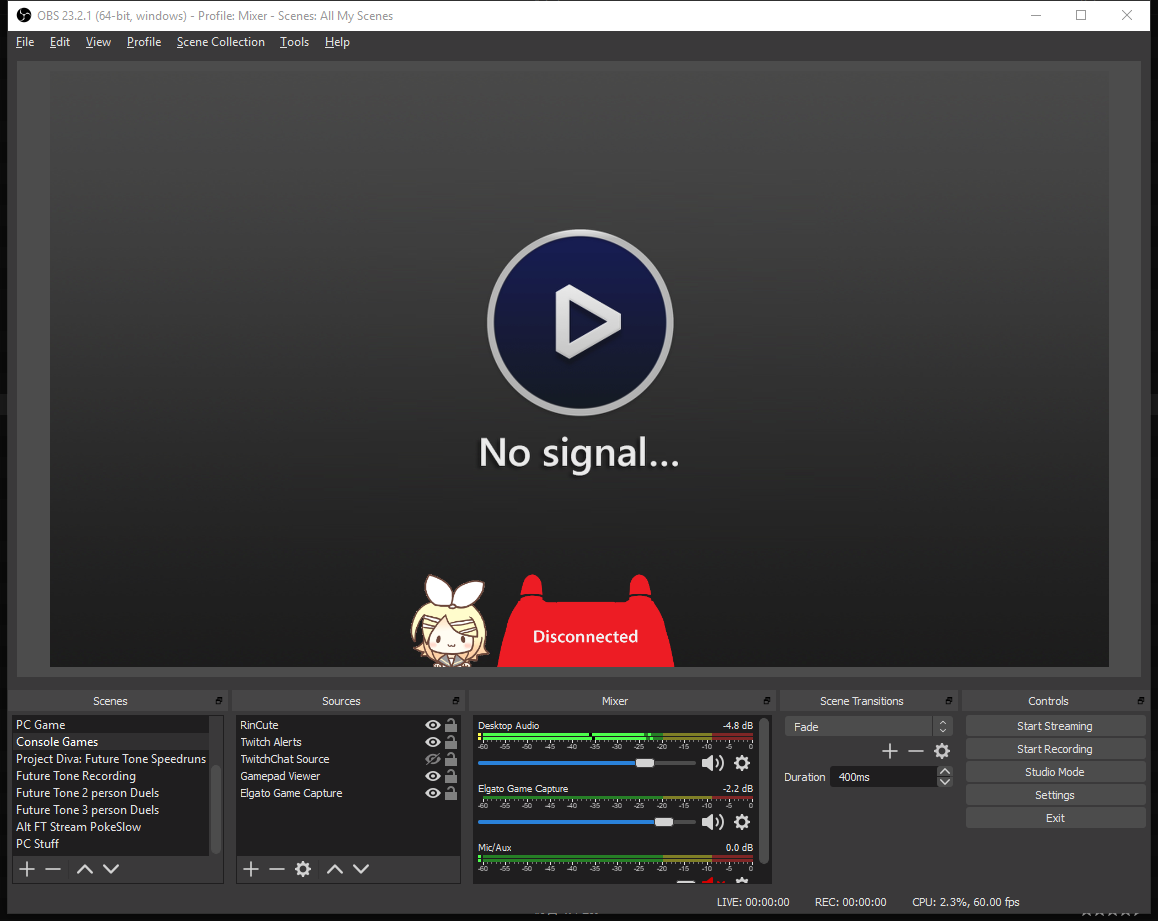 OBS 23.2.1 (64-bit, windows) - Profile: Mixer - Scenes: All My Scenes
File Edit View Profile Scene Collection Tools Help
No signal...
Disconnected
Scenes
PC Game
Console Games
Project Diva: Future Tone Speedruns
Future Tone Recording
Future Tone 2 person Duels
Future Tone 3 person Duels
Alt FT Stream PokeSlow
PC Stuff
Sources
RinCute
Twitch Alerts
TwitchChat Source
Gamepad Viewer
Elgato Game Capture
Mixer
Desktop Audio -4.8 dB
-60 -55 -50 -45 -40 -35 -30 -25 -20 -15 -10 -5 0
Elgato Game Capture -2.2 dB
-60 -55 -50 -45 -40 -35 -30 -25 -20 -15 -10 -5 0
Mic/Aux 0.0 dB
-60 -55 -50 -45 -40 -35 -30 -25 -20 -15 -10 -5 0
Scene Transitions
Fade
Duration 400ms
Controls
Start Streaming
Start Recording
Studio Mode
Settings
Exit
LIVE: 00:00:00 REC: 00:00:00 CPU: 2.3%, 60.00 fps